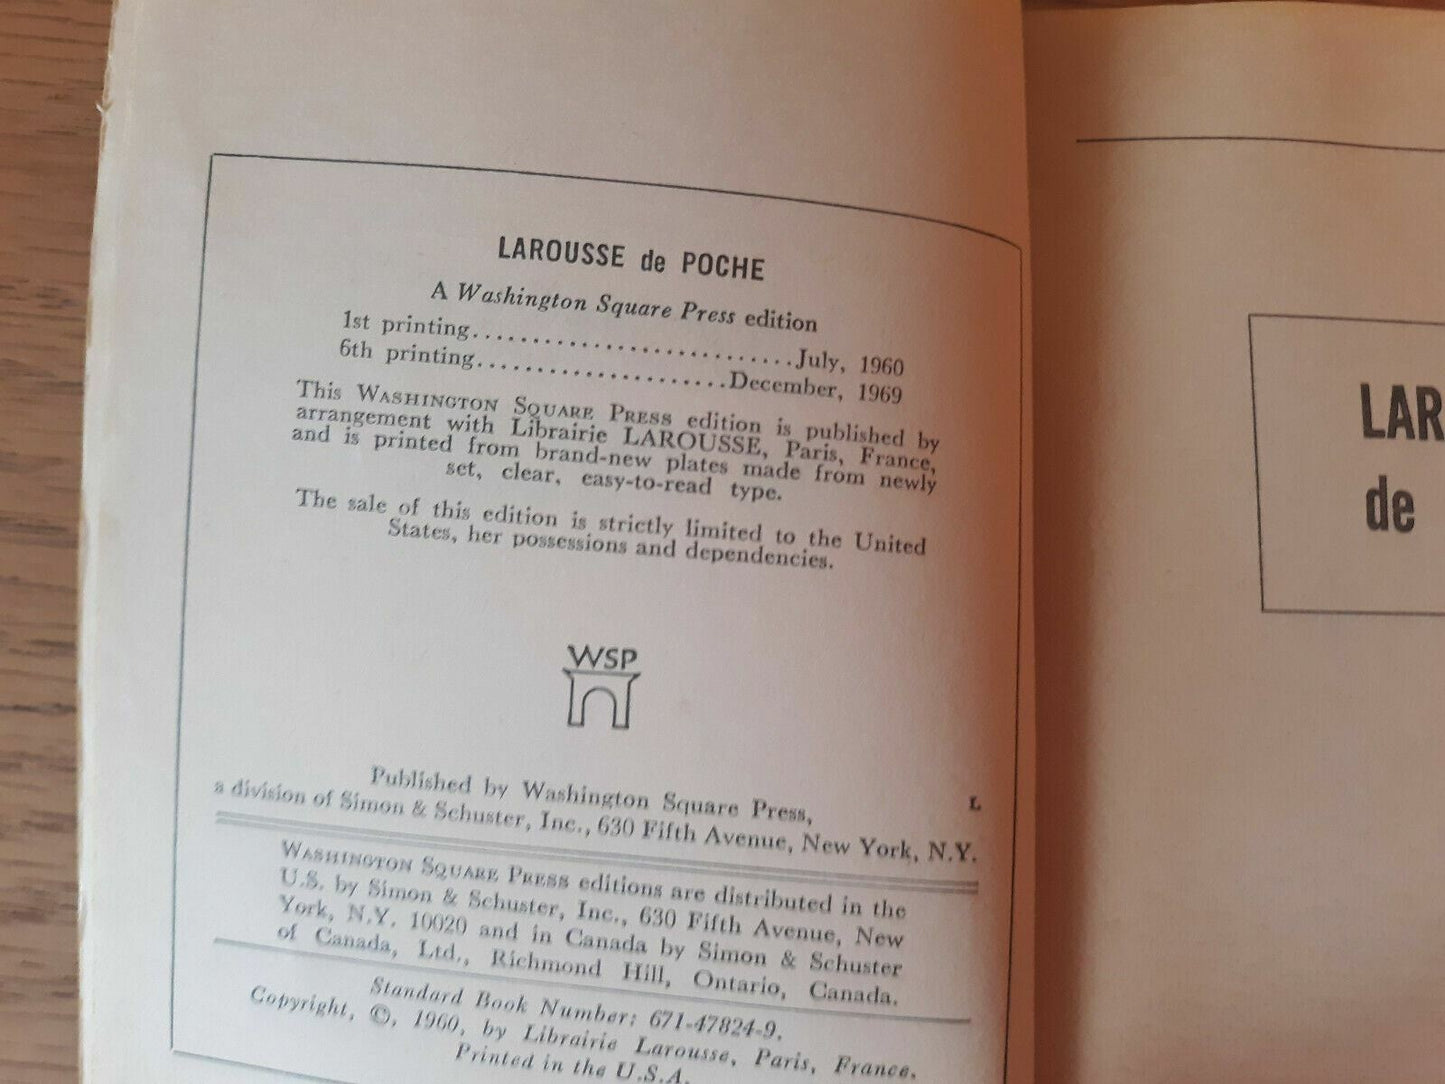 LAROUSSE de POCHE
A Washington Square Press edition
1st printing...........................July, 1960
6th printing.....................December, 1969
This WASHINGTON SQUARE PRESS edition is published by
arrangement with Librairie LAROUSSE, Paris, France,
and is printed from brand-new plates made from newly
set, clear, easy-to-read type.
The sale of this edition is strictly limited to the United
States, her possessions and dependencies.
WSP
Published by Washington Square Press,
L
a division of Simon & Schuster, Inc., 630 Fifth Avenue, New York, N.Y.
WASHINGTON SQUARE PRESS editions are distributed in the
U.S. by Simon & Schuster, Inc., 630 Fifth Avenue, New
York, N.Y. 10020 and in Canada by Simon & Schuster
of Canada, Ltd., Richmond Hill, Ontario, Canada.
Standard Book Number: 671-47824-9.
Copyright, ©, 1960, by Librairie Larousse, Paris, France.
Printed in the U.S.A.
LAR
de